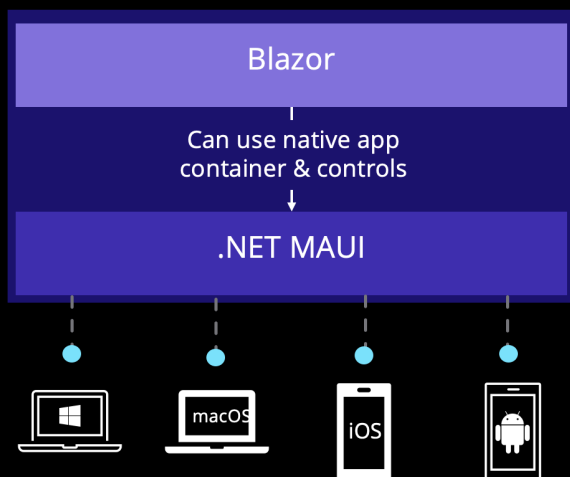 Blazor
Can use native app
container & controls
.NET MAUI
macOS
iOS